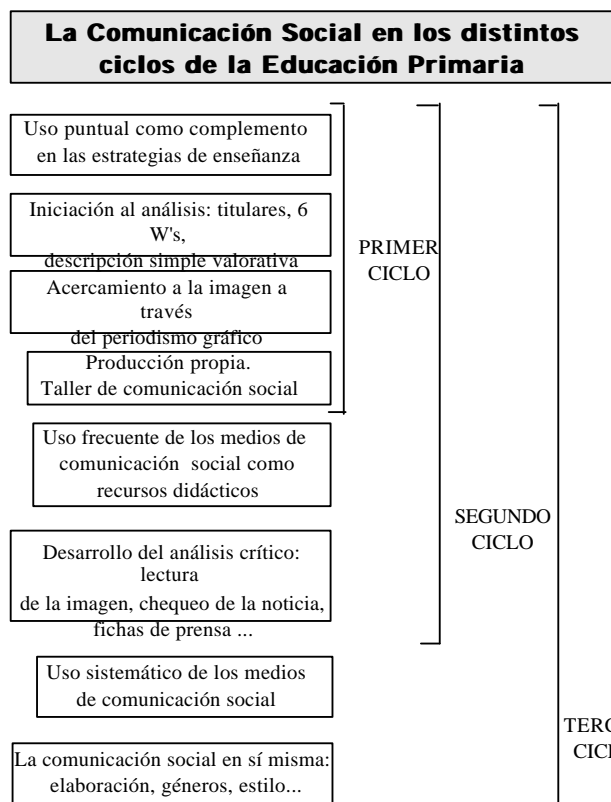 La Comunicación Social en los distintos
ciclos de la Educación Primaria
Uso puntual como complemento
en las estrategias de enseñanza
Iniciación al análisis: titulares, 6
W's,
descripción simple valorativa
Acercamiento a la imagen a
través
del periodismo gráfico
Producción propia.
Taller de comunicación social
PRIMER
CICLO
Uso frecuente de los medios de
comunicación social como
recursos didácticos
Desarrollo del análisis crítico:
lectura
de la imagen, chequeo de la noticia,
fichas de prensa ...
SEGUNDO
CICLO
Uso sistemático de los medios
de comunicación social
La comunicación social en sí misma:
elaboración, géneros, estilo...